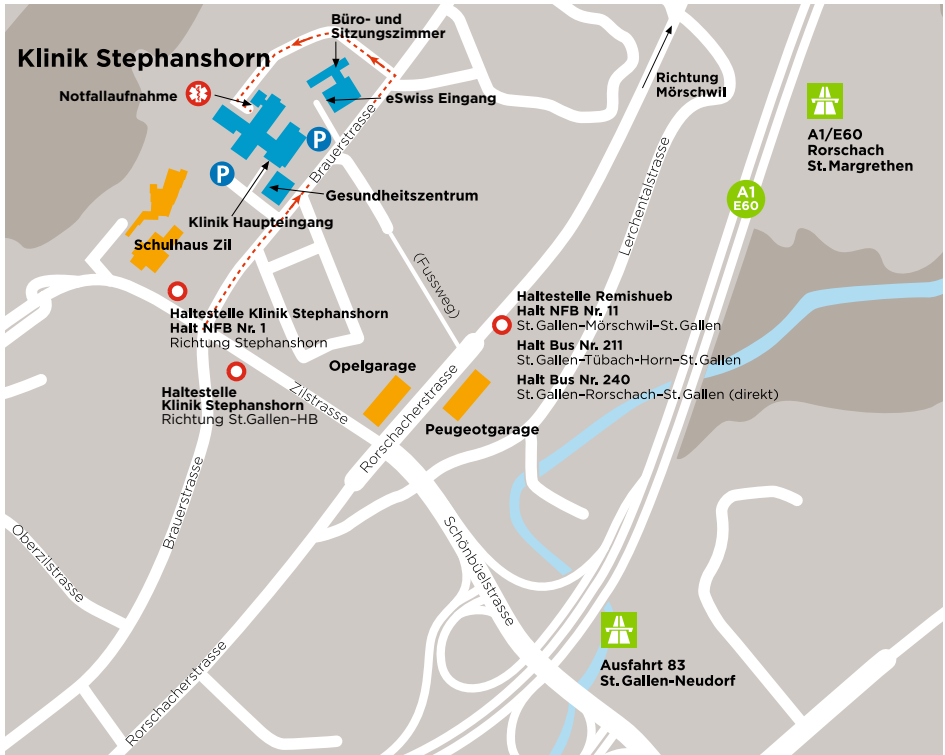 Klinik Stephanshorn
Büro- und
Sitzungszimmer
Notfallaufnahme
eSwiss Eingang
Richtung
Mörschwil
A1/E60
Rorschach
St. Margrethen
P
P
Brauerstrasse
Gesundheitszentrum
Klinik Haupteingang
Schulhaus Zil
Lerchentalstrasse
A1
E60
(Fussweg)
Haltestelle Klinik Stephanshorn
Halt NFB Nr. 1
Richtung Stephanshorn
Haltestelle Remishueb
Halt NFB Nr. 11
St. Gallen–Mörschwil–St. Gallen
Halt Bus Nr. 211
St. Gallen–Tübach-Horn–St. Gallen
Halt Bus Nr. 240
St. Gallen–Rorschach–St. Gallen (direkt)
Opelgarage
Haltestelle
Klinik Stephanshorn
Richtung St.Gallen–HB
Zilstrasse
Rorschacherstrasse
Peugeotgarage
Brauerstrasse
Oberzilstrasse
Schönbüelstrasse
Rorschacherstrasse
Ausfahrt 83
St. Gallen-Neudorf